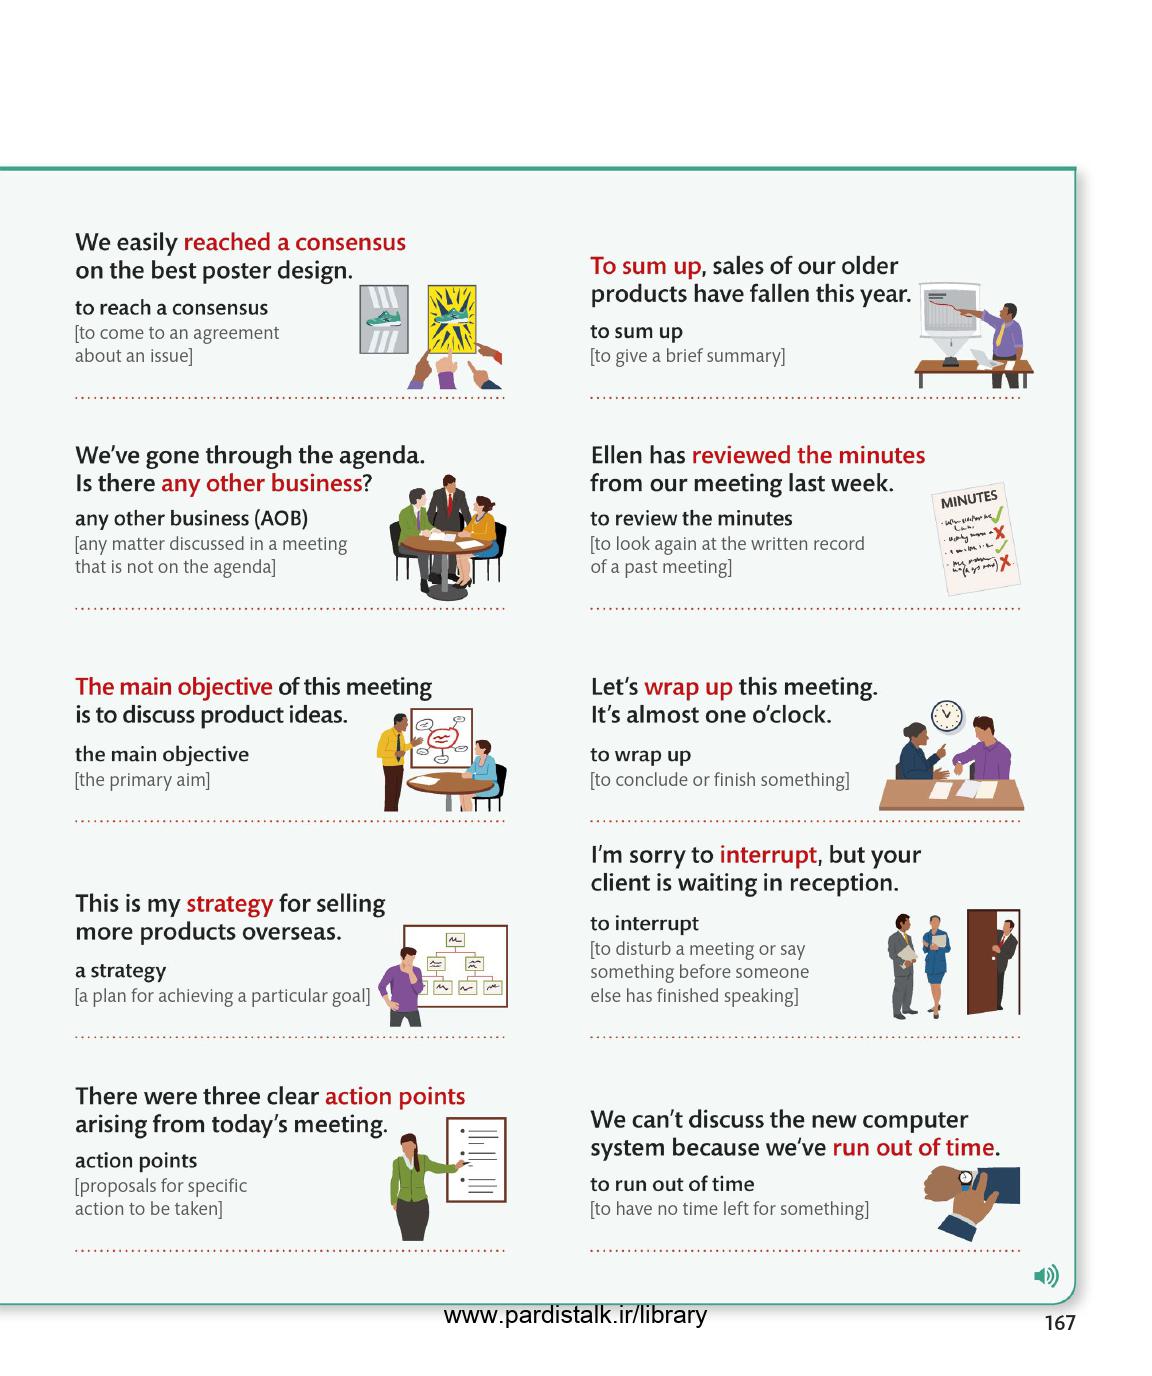 We easily reached a consensus
on the best poster design.
to reach a consensus
[to come to an agreement
about an issue]
We've gone through the agenda.
Is there any other business?
any other business (AOB)
[any matter discussed in a meeting
that is not on the agenda]
The main objective of this meeting
is to discuss product ideas.
the main objective
[the primary aim]
This is my strategy for selling
more products overseas.
a strategy
[a plan for achieving a particular goal]
There were three clear action points
arising from today's meeting.
action points
[proposals for specific
action to be taken]
To sum up, sales of our older
products have fallen this year.
to sum up
[to give a brief summary]
Ellen has reviewed the minutes
from our meeting last week.
to review the minutes
[to look again at the written record
of a past meeting]
MINUTES
Let's wrap up this meeting.
It's almost one o'clock.
to wrap up
[to conclude or finish something]
I'm sorry to interrupt, but your
client is waiting in reception.
to interrupt
[to disturb a meeting or say
something before someone
else has finished speaking]
We can't discuss the new computer
system because we've run out of time.
to run out of time
[to have no time left for something]
www.pardistalk.ir/library
167